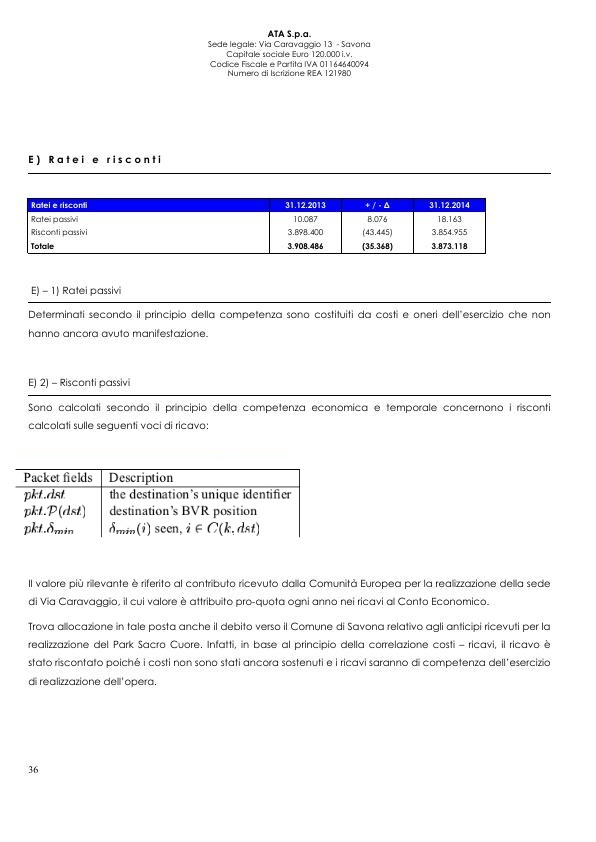 ATA S.p.a.
Sede legale: Via Caravaggio 13 - Savona
Capitale sociale Euro 120.000 i.v.
Codice Fiscale e Partita IVA 01164640094
Numero di Iscrizione REA 121980
E) Ratei e risconti
Ratei e risconti 31.12.2013 + / - Δ 31.12.2014
Ratei passivi 10.087 8.076 18.163
Risconti passivi 3.898.400 (43.445) 3.854.955
Totale 3.908.486 (35.368) 3.873.118
E) – 1) Ratei passivi
Determinati secondo il principio della competenza sono costituiti da costi e oneri dell'esercizio che non
hanno ancora avuto manifestazione.
E) 2) – Risconti passivi
Sono calcolati secondo il principio della competenza economica e temporale concernono i risconti
calcolati sulle seguenti voci di ricavo:
Packet fields Description
pkt.dst the destination's unique identifier
pkt.P(dst) destination's BVR position
pkt.δmin δmin(i) seen, i ∈ C(k, dst)
Il valore più rilevante è riferito al contributo ricevuto dalla Comunità Europea per la realizzazione della sede
di Via Caravaggio, il cui valore è attribuito pro-quota ogni anno nei ricavi al Conto Economico.
Trova allocazione in tale posta anche il debito verso il Comune di Savona relativo agli anticipi ricevuti per la
realizzazione del Park Sacro Cuore. Infatti, in base al principio della correlazione costi – ricavi, il ricavo è
stato riscontato poiché i costi non sono stati ancora sostenuti e i ricavi saranno di competenza dell'esercizio
di realizzazione dell'opera.
36